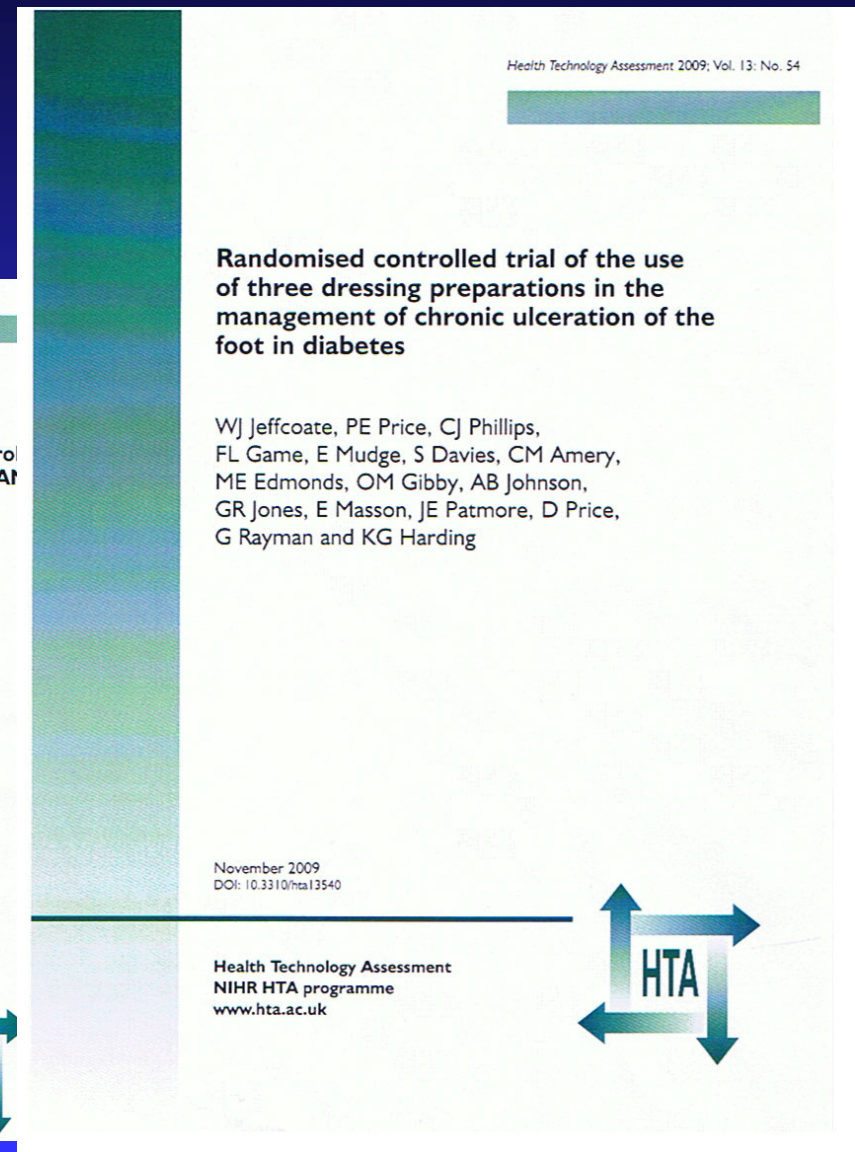 Health Technology Assessment 2009; Vol. 13: No. 54
Randomised controlled trial of the use
of three dressing preparations in the
management of chronic ulceration of the
foot in diabetes
WJ Jeffcoate, PE Price, CJ Phillips,
FL Game, E Mudge, S Davies, CM Amery,
ME Edmonds, OM Gibby, AB Johnson,
GR Jones, E Masson, JE Patmore, D Price,
G Rayman and KG Harding
November 2009
DOI: 10.3310/hta13540
Health Technology Assessment
NIHR HTA programme
www.hta.ac.uk
HTA